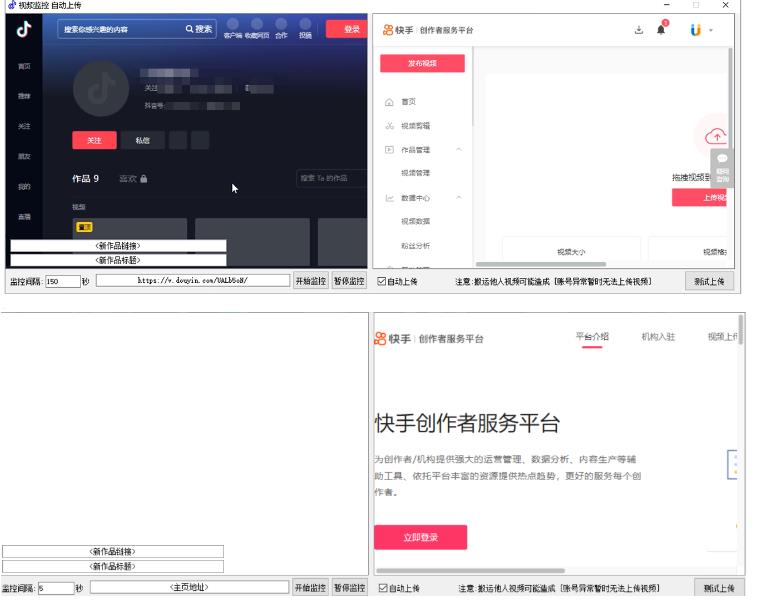 视频监控 自动上传
搜索你感兴趣的内容
搜索
客户端
收藏网页
合作
投稿
登录
首页
推荐
关注
朋友
我的
直播
关注
抖音号:
关注
私信
作品 9
喜欢
搜索 Ta 的作品
视频
置顶
<新作品链接>
<新作品标题>
监控间隔: 150 秒
https://v.douyin.com/UALb5oN/
开始监控
暂停监控
快手 | 创作者服务平台
发布视频
首页
视频剪辑
作品管理
视频管理
数据中心
视频数据
粉丝分析
拖拽视频到
上传视频
疑问
咨询
视频大小
视频格
自动上传
注意:搬运他人视频可能造成 [账号异常暂时无法上传视频]
测试上传
<新作品链接>
<新作品标题>
监控间隔: 5 秒
<主页地址>
开始监控
暂停监控
快手 | 创作者服务平台
平台介绍
机构入驻
视频上传
快手创作者服务平台
为创作者/机构提供强大的运营管理、数据分析、内容生产等辅
助工具、依托平台丰富的资源提供热点趋势，更好的服务每个创
作者。
立即登录
自动上传
注意:搬运他人视频可能造成 [账号异常暂时无法上传视频]
测试上传